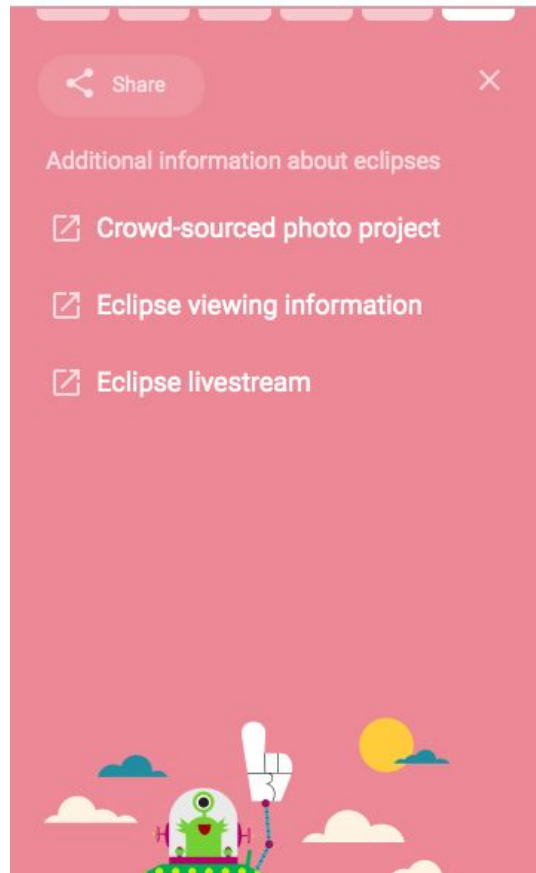 Share
Additional information about eclipses
Crowd-sourced photo project
Eclipse viewing information
Eclipse livestream